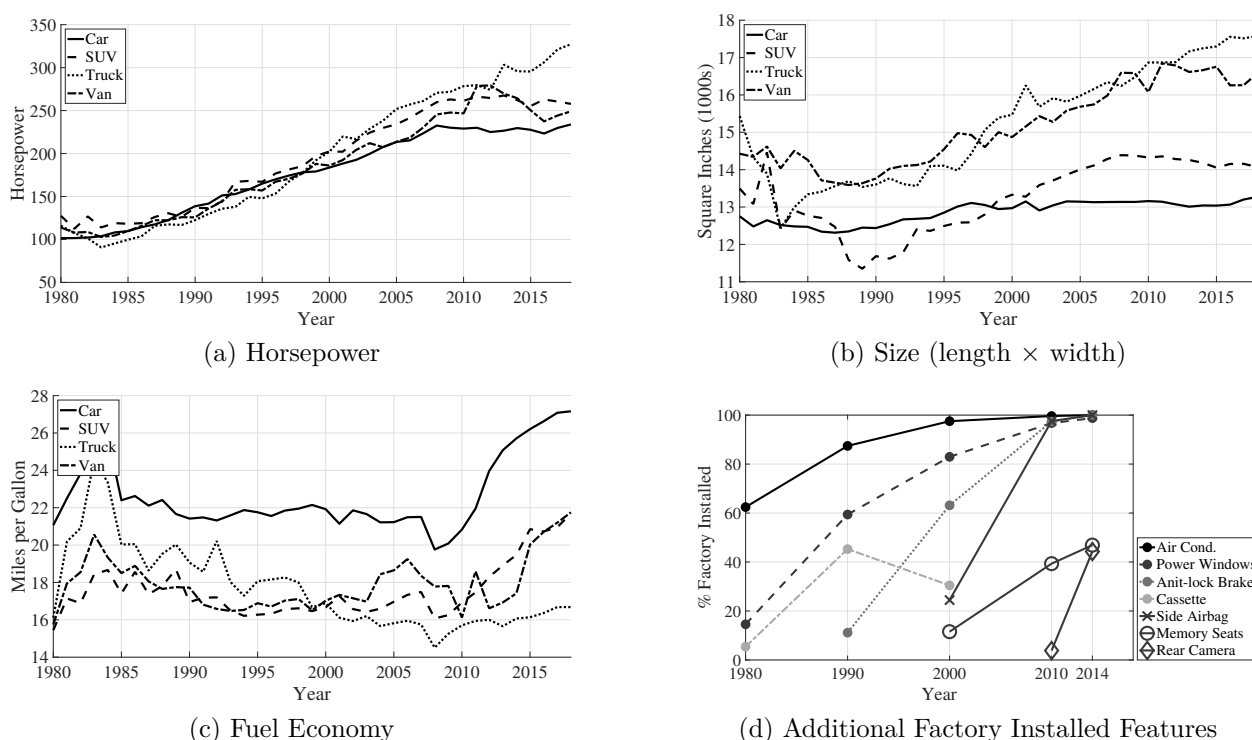 350
300
250
200
150
100
50
Horsepower
Car
SUV
Truck
Van
1980 1985 1990 1995 2000 2005 2010 2015
Year
(a) Horsepower
18
17
16
15
14
13
12
11
Square Inches (1000s)
Car
SUV
Truck
Van
1980 1985 1990 1995 2000 2005 2010 2015
Year
(b) Size (length × width)
28
26
24
22
20
18
16
14
Miles per Gallon
Car
SUV
Truck
Van
1980 1985 1990 1995 2000 2005 2010 2015
Year
(c) Fuel Economy
100
80
60
40
20
0
% Factory Installed
Air Cond.
Power Windows
Anit-lock Brake
Cassette
Side Airbag
Memory Seats
Rear Camera
1980 1990 2000 2010 2014
Year
(d) Additional Factory Installed Features